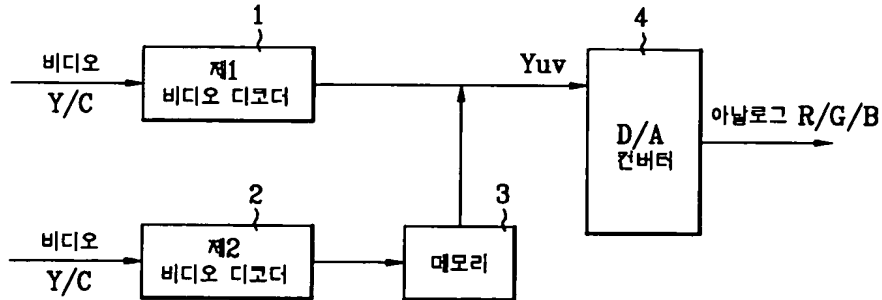 1
비디오
Y/C
제1
비디오 디코더
Yuv
4
D/A
컨버터
아날로그 R/G/B
2
비디오
Y/C
제2
비디오 디코더
3
메모리